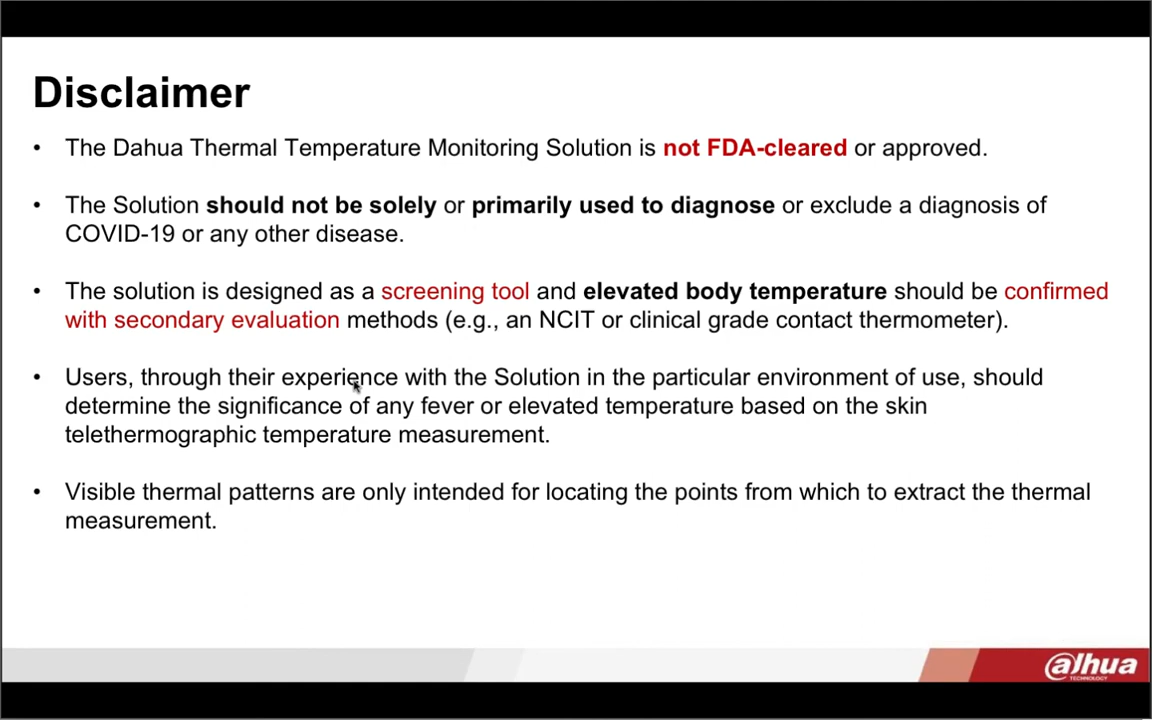 Disclaimer
• The Dahua Thermal Temperature Monitoring Solution is not FDA-cleared or approved.
• The Solution should not be solely or primarily used to diagnose or exclude a diagnosis of
COVID-19 or any other disease.
• The solution is designed as a screening tool and elevated body temperature should be confirmed
with secondary evaluation methods (e.g., an NCIT or clinical grade contact thermometer).
• Users, through their experience with the Solution in the particular environment of use, should
determine the significance of any fever or elevated temperature based on the skin
telethermographic temperature measurement.
• Visible thermal patterns are only intended for locating the points from which to extract the thermal
measurement.
alhua
TECHNOLOGY